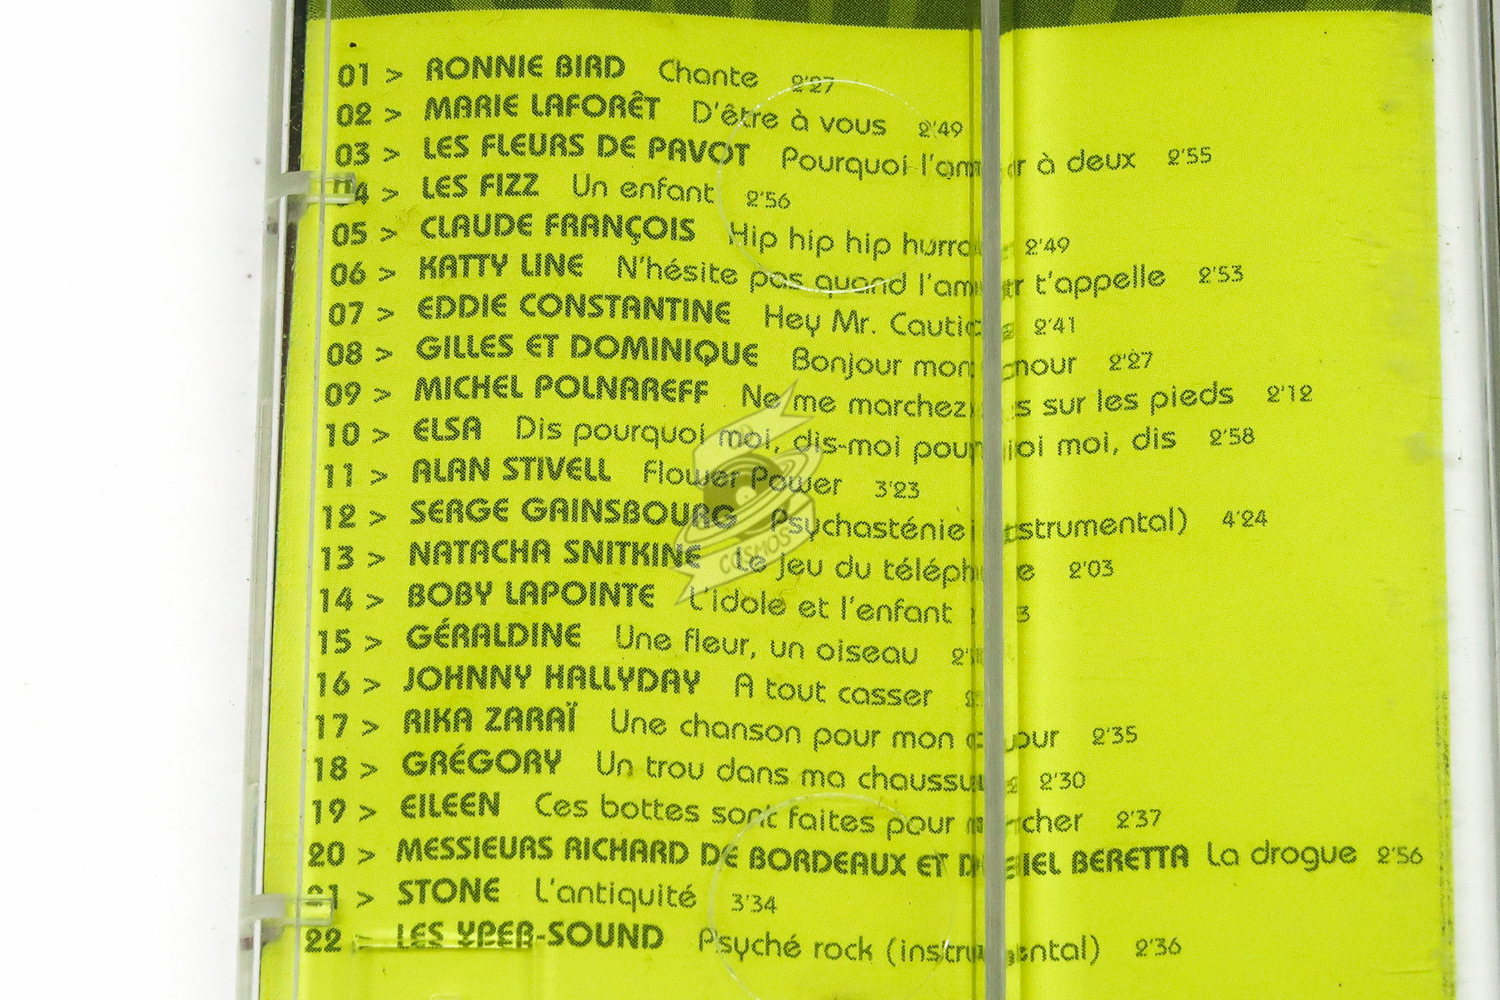 01 > RONNIE BIRD Chante 2'27
02 > MARIE LAFORÊT D'être à vous 2'49
03 > LES FLEURS DE PAVOT Pourquoi l'amour à deux 2'55
04 > LES FIZZ Un enfant 2'56
05 > CLAUDE FRANÇOIS Hip hip hip 2'49
06 > KATTY LINE N'hésite pas quand l'amour t'appelle 2'53
07 > EDDIE CONSTANTINE Hey Mr. 2'41
08 > GILLES ET DOMINIQUE Bonjour mon amour 2'27
09 > MICHEL POLNAREFF Ne me marchez pas sur les pieds 2'12
10 > ELSA Dis pourquoi moi, dis-moi pourquoi moi, dis 2'58
11 > ALAN STIVELL Flower Power 3'23
12 > SERGE GAINSBOURG Psychasténie (instrumental) 4'24
13 > NATACHA SNITKINE Le jeu du téléphone 2'03
14 > BOBY LAPOINTE L'idole et l'enfant
15 > GÉRALDINE Une fleur, un oiseau
16 > JOHNNY HALLYDAY A tout casser
17 > RIKA ZARAÏ Une chanson pour mon amour 2'35
18 > GRÉGORY Un trou dans ma chaussure 2'30
19 > EILEEN Ces bottes sont faites pour marcher 2'37
20 > MESSIEURS RICHARD DE BORDEAUX ET DANIEL BERETTA La drogue 2'56
21 > STONE L'antiquité 3'34
22 > LES YPER-SOUND Psyché rock (instrumental) 2'36
COSMOS